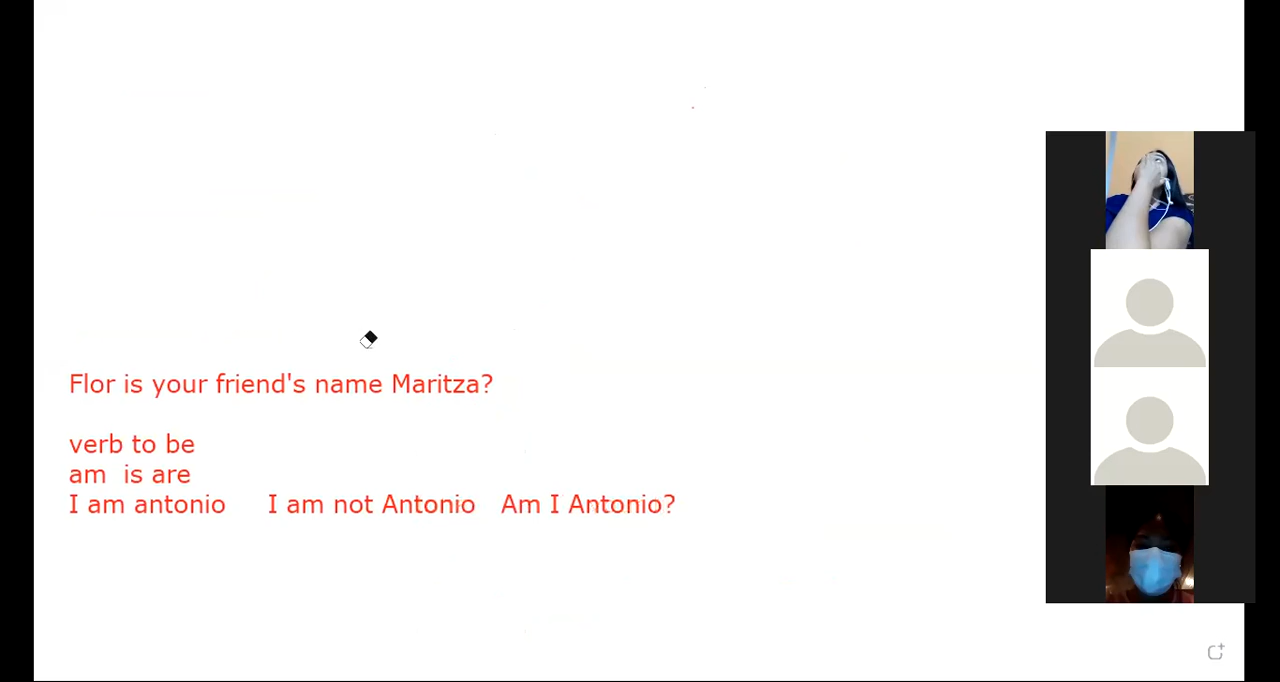 Flor is your friend's name Maritza?
verb to be
am is are
I am antonio I am not Antonio Am I Antonio?